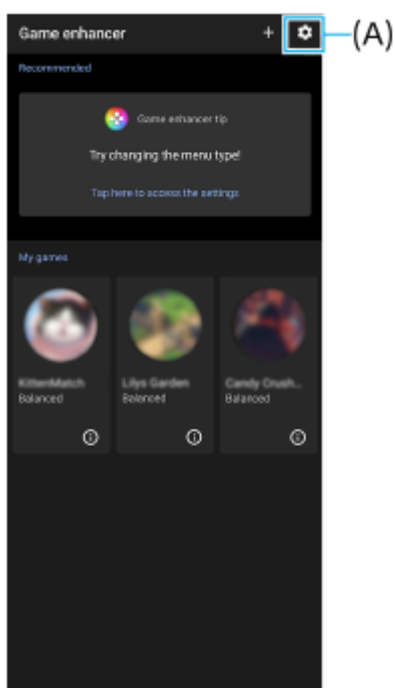 Game enhancer +
(A)
Recommended
Game enhancer tip
Try changing the menu type!
Tap here to access the settings
My games
KittenMatch
Lilys Garden
Candy Crush...
Balanced
Balanced
Balanced